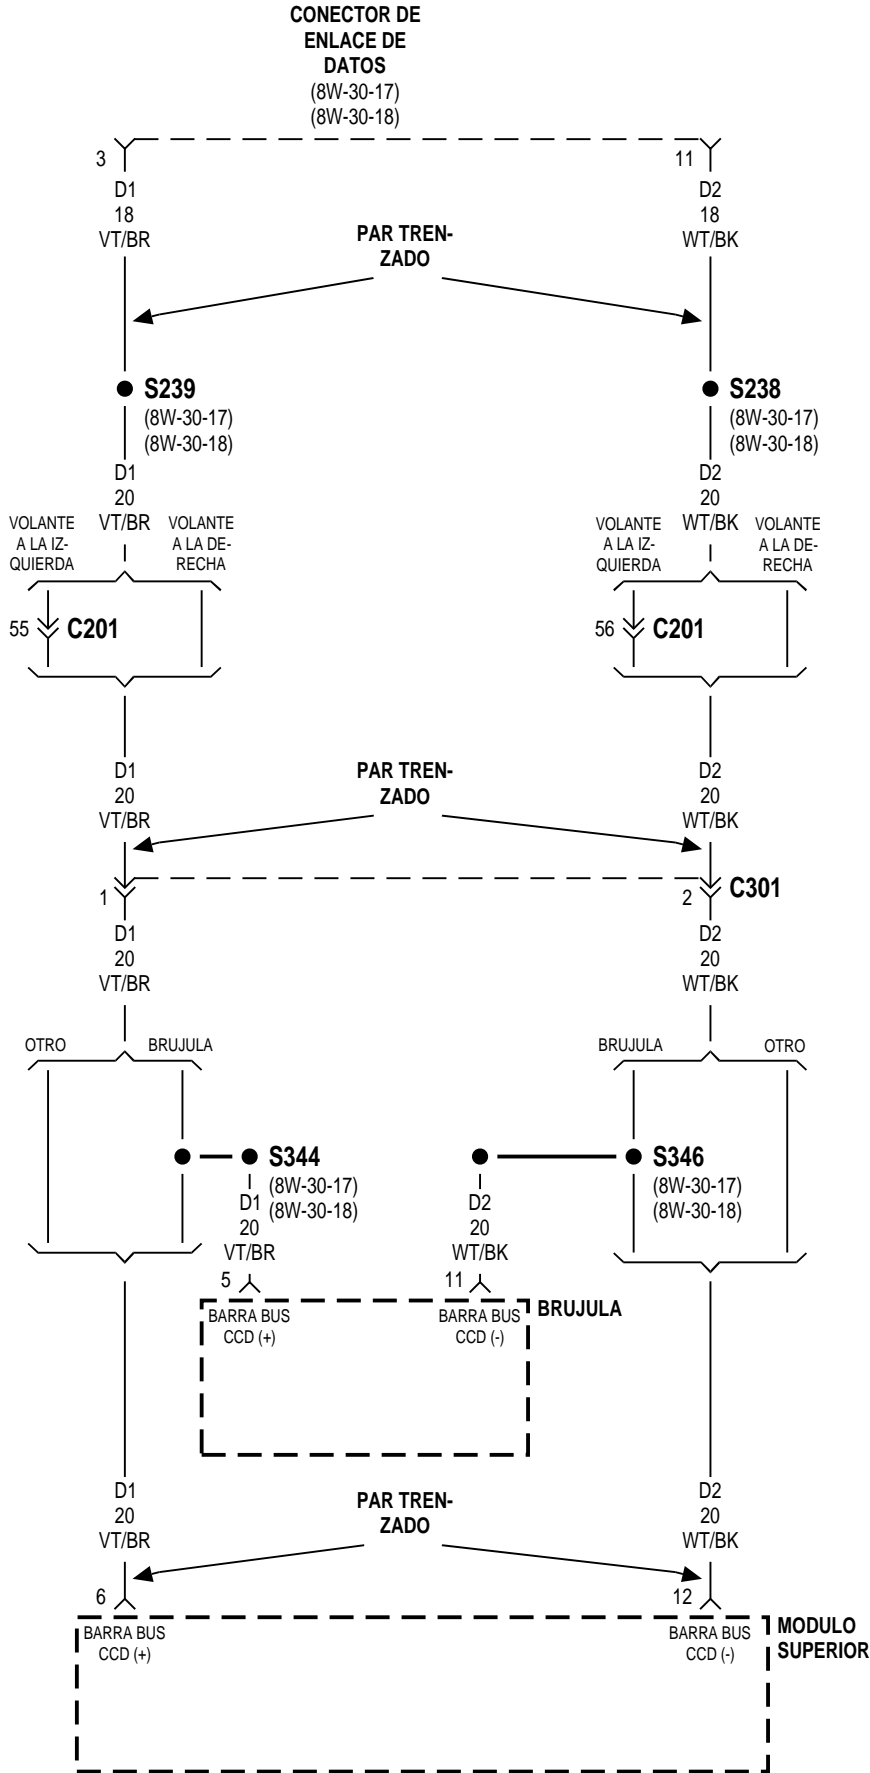 CONECTOR DE
ENLACE DE
DATOS
(8W-30-17)
(8W-30-18)
3
11
D1
18
VT/BR
D2
18
WT/BK
PAR TREN-
ZADO
S239
(8W-30-17)
(8W-30-18)
S238
(8W-30-17)
(8W-30-18)
D1
20
VT/BR
D2
20
WT/BK
VOLANTE
A LA IZ-
QUIERDA
VOLANTE
A LA DE-
RECHA
VOLANTE
A LA IZ-
QUIERDA
VOLANTE
A LA DE-
RECHA
55
C201
56
C201
D1
20
VT/BR
PAR TREN-
ZADO
D2
20
WT/BK
1
2
C301
D1
20
VT/BR
D2
20
WT/BK
OTRO
BRUJULA
BRUJULA
OTRO
S344
(8W-30-17)
(8W-30-18)
S346
(8W-30-17)
(8W-30-18)
D1
20
VT/BR
D2
20
WT/BK
5
11
BARRA BUS
CCD (+)
BARRA BUS
CCD (-)
BRUJULA
D1
20
VT/BR
PAR TREN-
ZADO
D2
20
WT/BK
6
12
BARRA BUS
CCD (+)
BARRA BUS
CCD (-)
MODULO
SUPERIOR